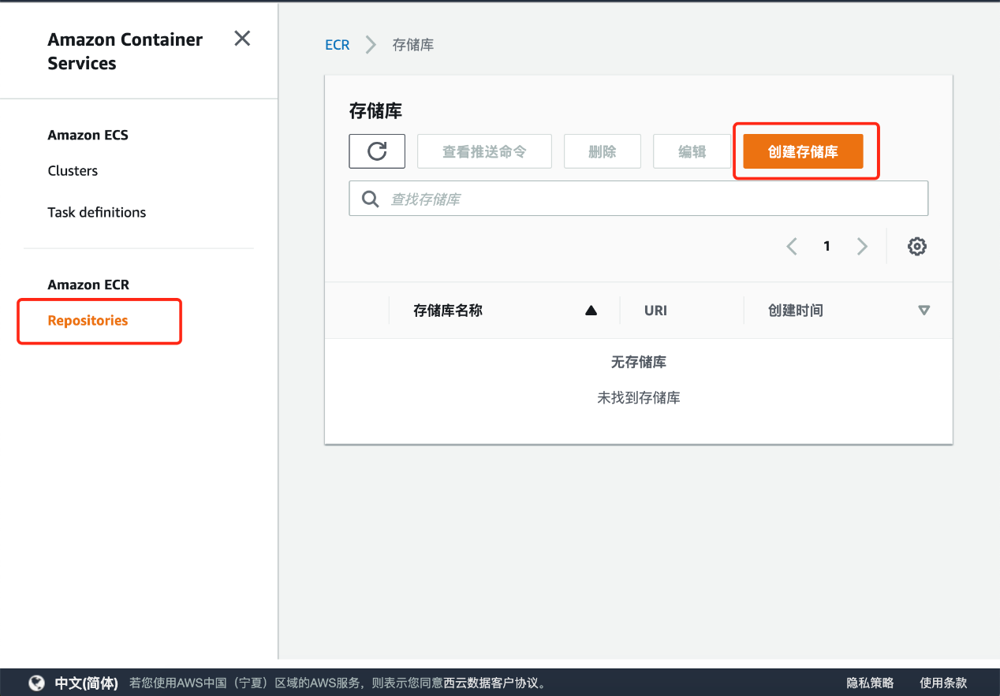 Amazon Container
Services
Amazon ECS
Clusters
Task definitions
Amazon ECR
Repositories
ECR 存储库
存储库
查看推送命令 删除 编辑 创建存储库
查找存储库
1
存储库名称 URI 创建时间
无存储库
未找到存储库
中文(简体) 若您使用AWS中国（宁夏）区域的AWS服务，则表示您同意西云数据客户协议。 隐私策略 使用条款